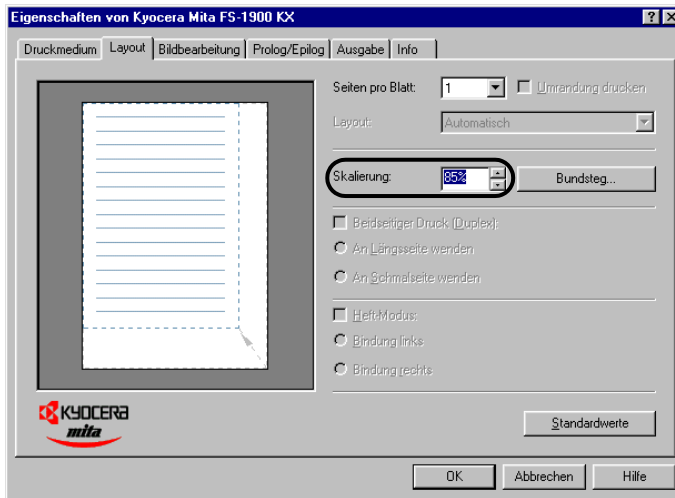 Eigenschaften von Kyocera Mita FS-1900 KX
Druckmedium Layout Bildbearbeitung Prolog/Epilog Ausgabe Info
Seiten pro Blatt: 1 Umrandung drucken
Layout: Automatisch
Skalierung: 85% Bundsteg...
Beidseitiger Druck (Duplex):
An Längsseite wenden
An Schmalseite wenden
Heft-Modus:
Bindung links
Bindung rechts
KYOCERA
mita
Standardwerte
OK Abbrechen Hilfe